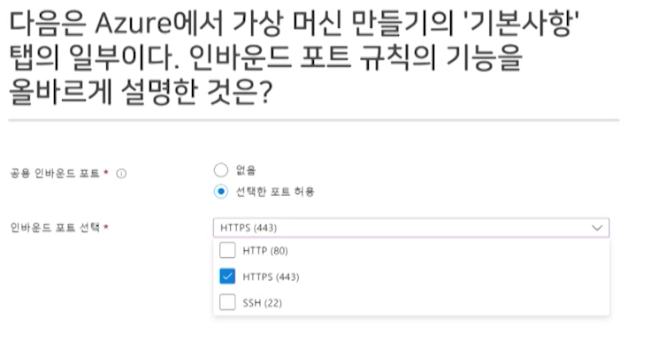 다음은 Azure에서 가상 머신 만들기의 '기본사항'
탭의 일부이다. 인바운드 포트 규칙의 기능을
올바르게 설명한 것은?
공용 인바운드 포트 *
없음
선택한 포트 허용
인바운드 포트 선택 *
HTTPS (443)
HTTP (80)
HTTPS (443)
SSH (22)